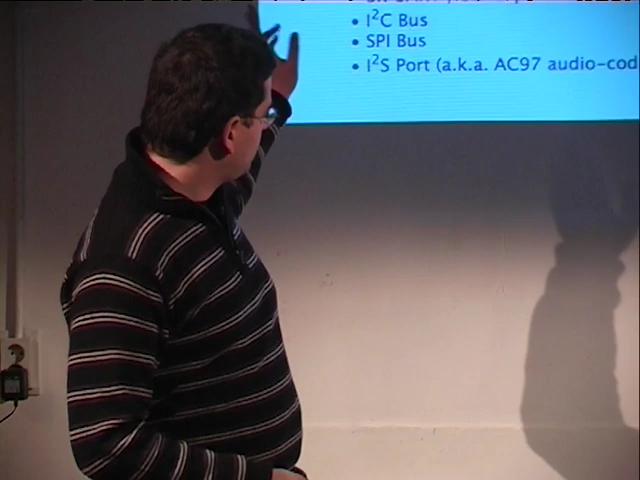 • I²C Bus
• SPI Bus
• I²S Port (a.k.a. AC97 audio-cod